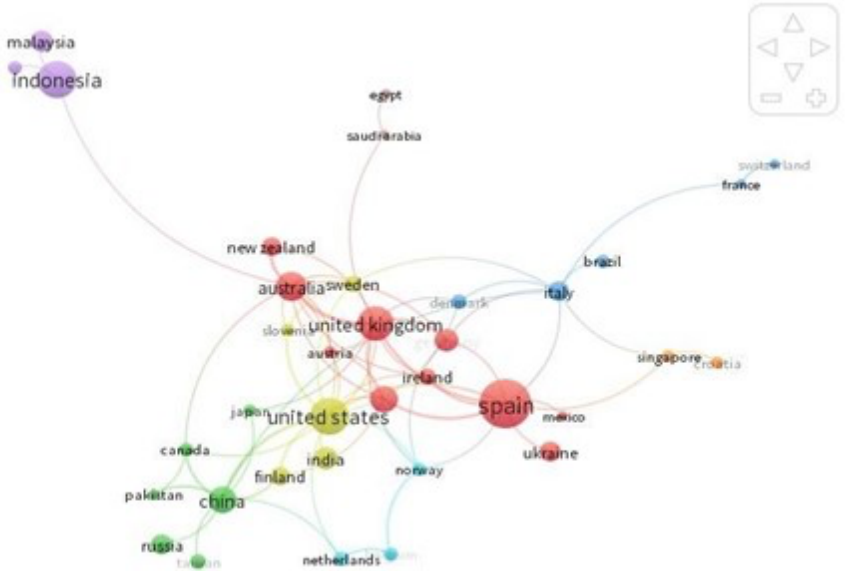 malaysia
indonesia
egypt
saudi arabia
switzerland
france
new zealand
brazil
australia
sweden
italy
denmark
slovenia
united kingdom
austria
singapore
croatia
ireland
spain
japan
united states
mexico
canada
india
ukraine
finland
norway
pakistan
china
russia
netherlands
taiwan